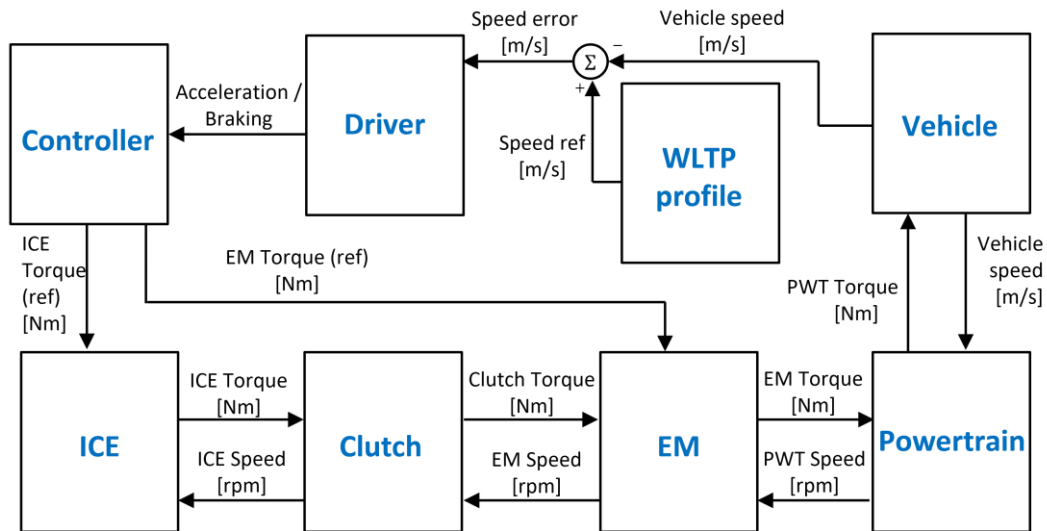 Speed error
[m/s]
Vehicle speed
[m/s]
−
Σ
+
Acceleration /
Braking
Controller
Driver
Speed ref
[m/s]
WLTP
profile
Vehicle
ICE
Torque
(ref)
[Nm]
EM Torque (ref)
[Nm]
PWT Torque
[Nm]
Vehicle
speed
[m/s]
ICE Torque
[Nm]
Clutch Torque
[Nm]
EM Torque
[Nm]
ICE
Clutch
EM
Powertrain
ICE Speed
[rpm]
EM Speed
[rpm]
PWT Speed
[rpm]